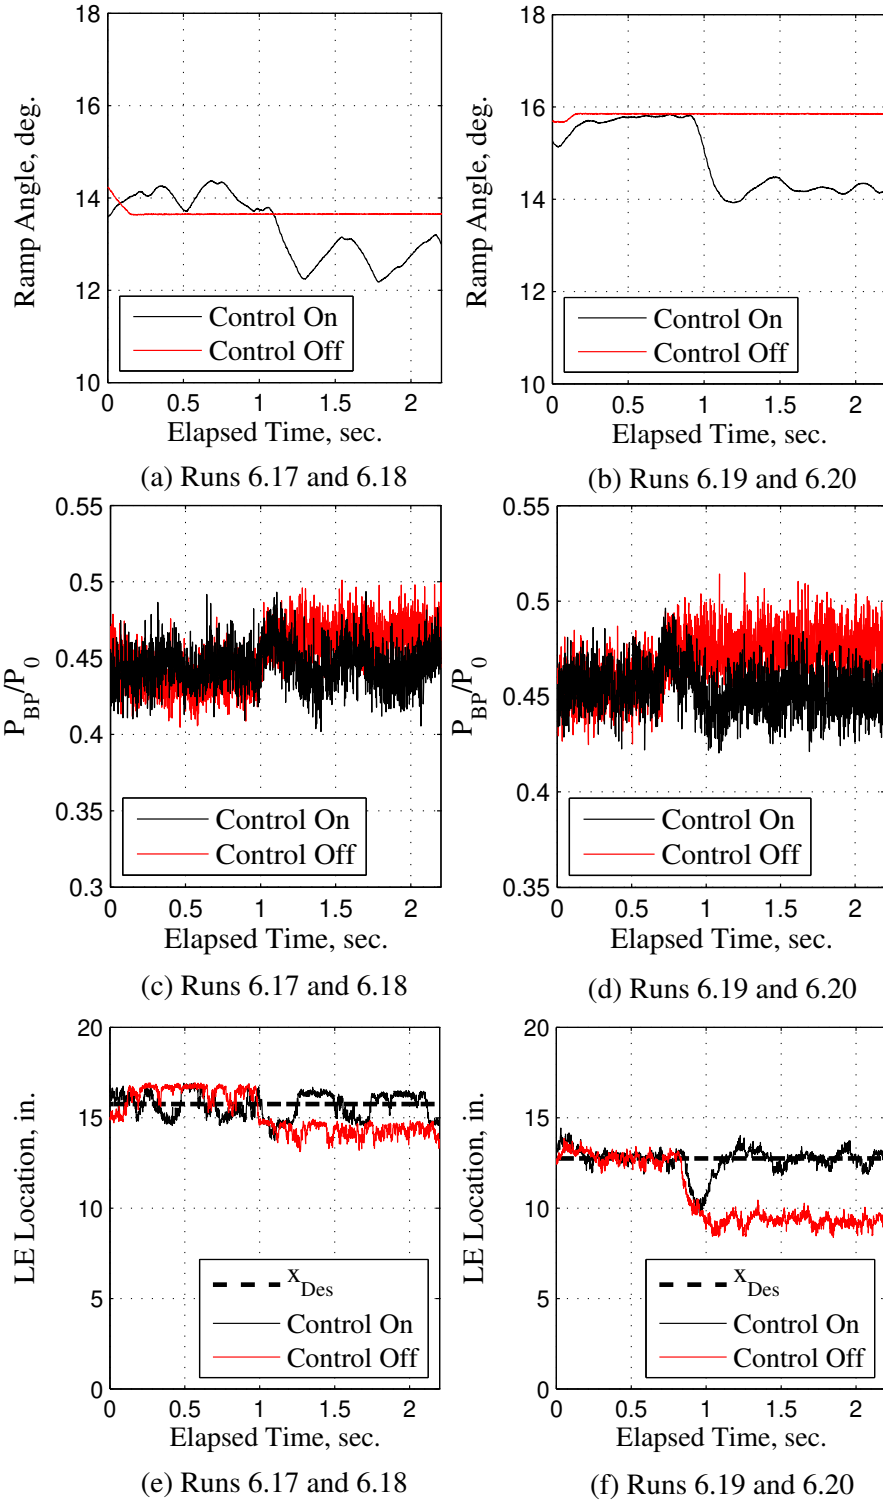 18
16
14
12
10
Ramp Angle, deg.
Control On
Control Off
0 0.5 1 1.5 2
Elapsed Time, sec.
(a) Runs 6.17 and 6.18
18
16
14
12
10
Ramp Angle, deg.
Control On
Control Off
0 0.5 1 1.5 2
Elapsed Time, sec.
(b) Runs 6.19 and 6.20
0.55
0.5
0.45
0.4
0.35
0.3
P_BP/P_0
Control On
Control Off
0 0.5 1 1.5 2
Elapsed Time, sec.
(c) Runs 6.17 and 6.18
0.55
0.5
0.45
0.4
0.35
P_BP/P_0
Control On
Control Off
0 0.5 1 1.5 2
Elapsed Time, sec.
(d) Runs 6.19 and 6.20
20
15
10
5
0
LE Location, in.
x_Des
Control On
Control Off
0 0.5 1 1.5 2
Elapsed Time, sec.
(e) Runs 6.17 and 6.18
20
15
10
5
0
LE Location, in.
x_Des
Control On
Control Off
0 0.5 1 1.5 2
Elapsed Time, sec.
(f) Runs 6.19 and 6.20